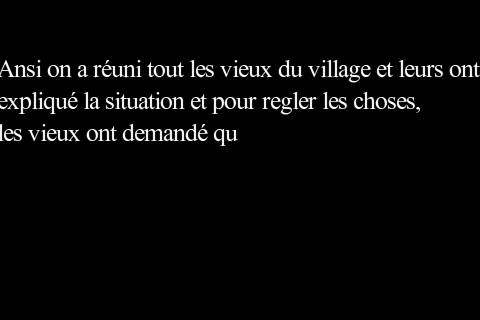 Ansi on a réuni tout les vieux du village et leurs ont
expliqué la situation et pour regler les choses,
les vieux ont demandé qu